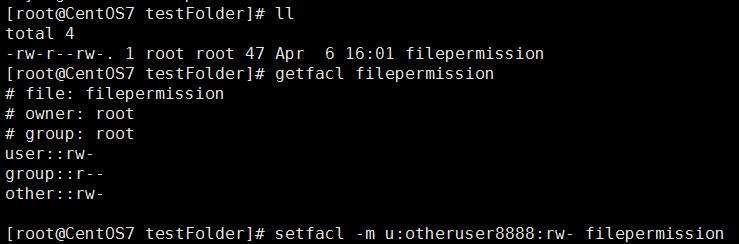 [root@CentOS7 testFolder]# ll
total 4
-rw-r--rw-. 1 root root 47 Apr  6 16:01 filepermission
[root@CentOS7 testFolder]# getfacl filepermission
# file: filepermission
# owner: root
# group: root
user::rw-
group::r--
other::rw-

[root@CentOS7 testFolder]# setfacl -m u:otheruser8888:rw- filepermission